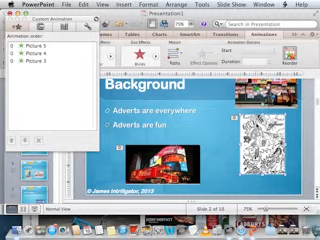 PowerPoint File Edit View Insert Format Arrange Tools Slide Show Window Help
Presentation1
Custom Animation
Search in Presentation
75%
Tables Charts SmartArt Transitions Animations
Animation order:
0 Picture 5
0 Picture 4
0 Picture 3
Exit Effects
Motion
Animation Options
Paths
Effect Options
Start:
Duration:
Reorder
Background
Adverts are everywhere
Adverts are fun
© James Intriligator, 2013
Normal View
Slide 2 of 10
75%